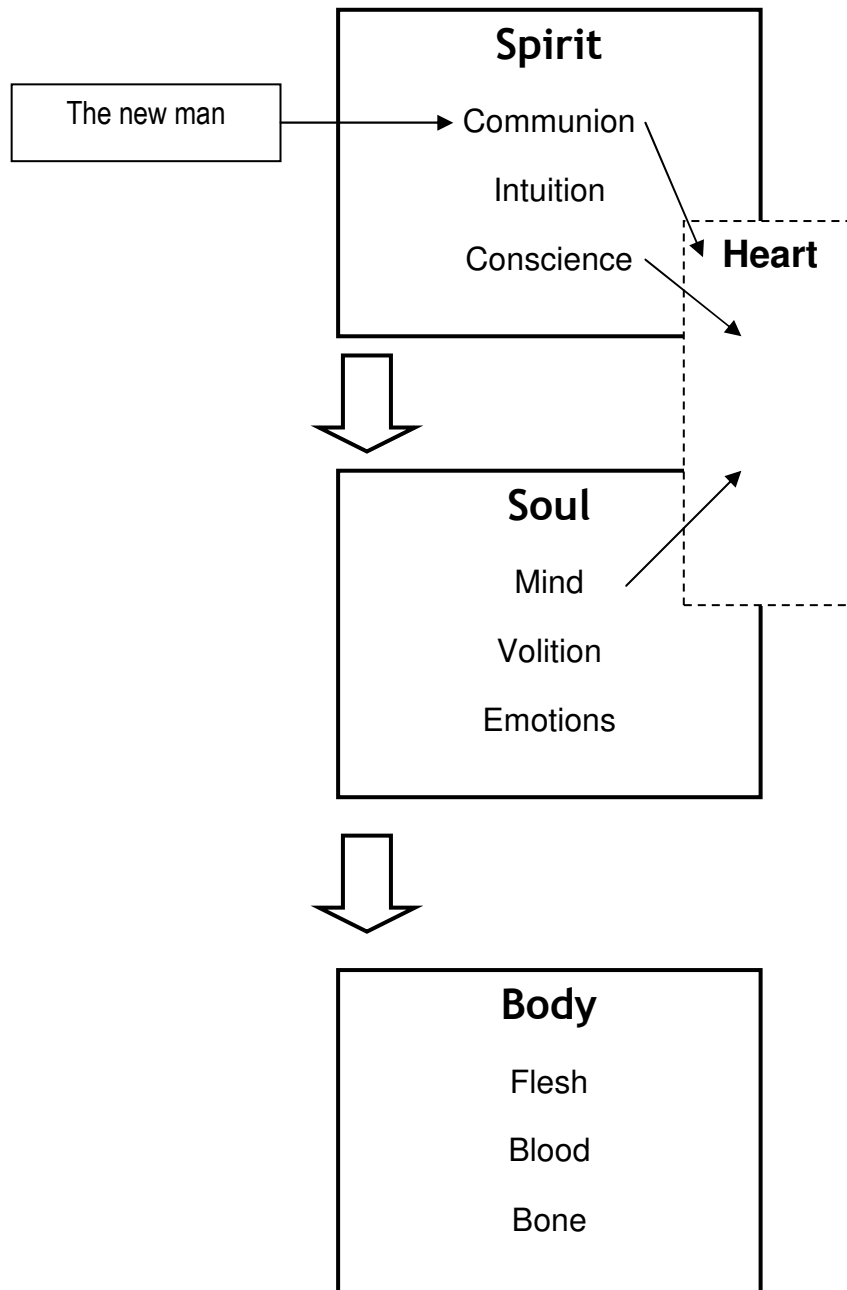 Spirit
The new man
Communion
Intuition
Conscience
Heart
Soul
Mind
Volition
Emotions
Body
Flesh
Blood
Bone